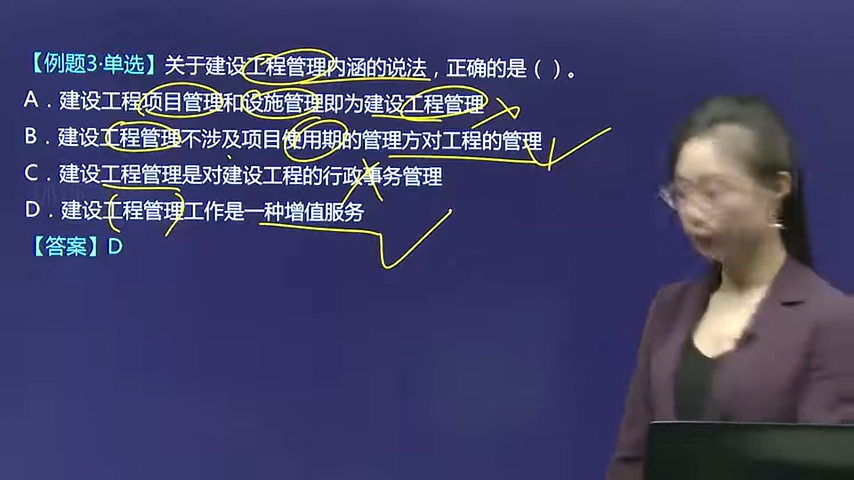 【例题3·单选】关于建设工程管理内涵的说法，正确的是（ ）。
A．建设工程项目管理和设施管理即为建设工程管理
B．建设工程管理不涉及项目使用期的管理方对工程的管理
C．建设工程管理是对建设工程的行政事务管理
D．建设工程管理工作是一种增值服务
【答案】D